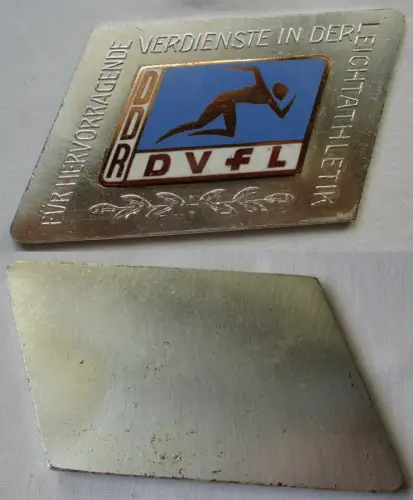 FÜR HERVORRAGENDE
VERDIENSTE IN DER
LEICHTATHLETIK
DDR
DVfL